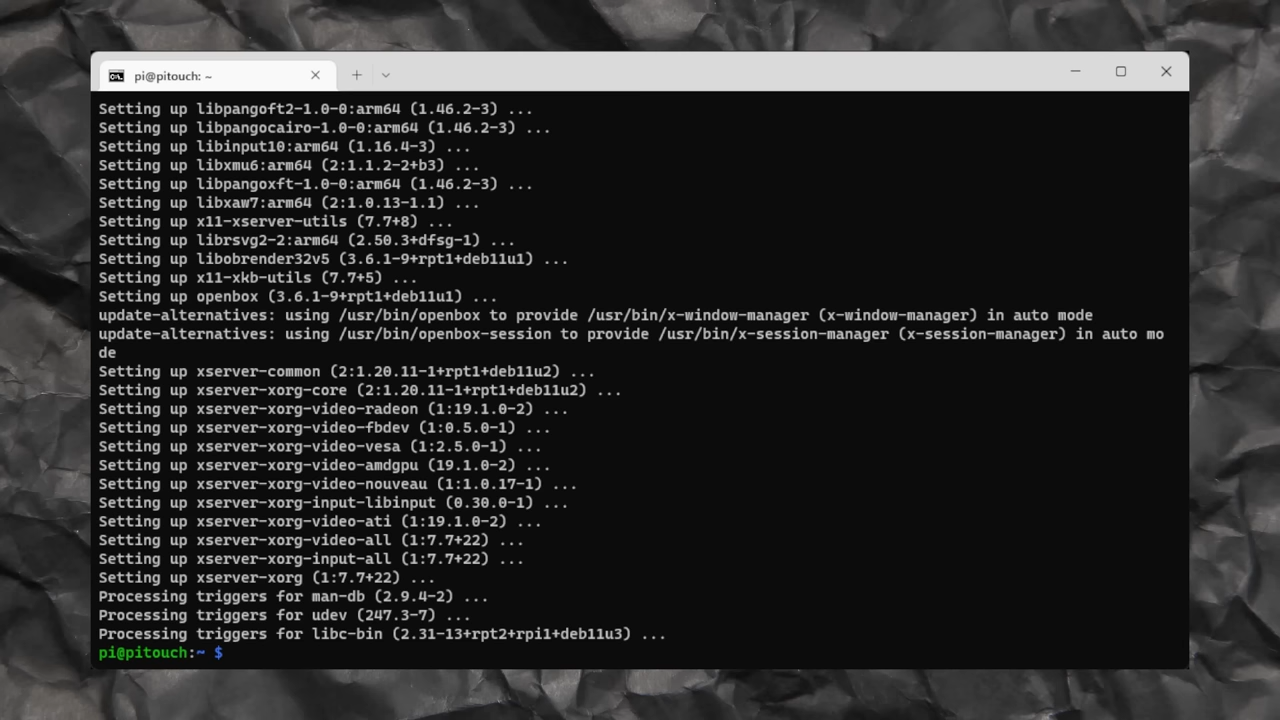 pi@pitouch: ~
Setting up libpangoft2-1.0-0:arm64 (1.46.2-3) ...
Setting up libpangocairo-1.0-0:arm64 (1.46.2-3) ...
Setting up libinput10:arm64 (1.16.4-3) ...
Setting up libxmu6:arm64 (2:1.1.2-2+b3) ...
Setting up libpangoxft-1.0-0:arm64 (1.46.2-3) ...
Setting up libxaw7:arm64 (2:1.0.13-1.1) ...
Setting up x11-xserver-utils (7.7+8) ...
Setting up librsvg2-2:arm64 (2.50.3+dfsg-1) ...
Setting up libobrender32v5 (3.6.1-9+rpt1+deb11u1) ...
Setting up x11-xkb-utils (7.7+5) ...
Setting up openbox (3.6.1-9+rpt1+deb11u1) ...
update-alternatives: using /usr/bin/openbox to provide /usr/bin/x-window-manager (x-window-manager) in auto mode
update-alternatives: using /usr/bin/openbox-session to provide /usr/bin/x-session-manager (x-session-manager) in auto mo
de
Setting up xserver-common (2:1.20.11-1+rpt1+deb11u2) ...
Setting up xserver-xorg-core (2:1.20.11-1+rpt1+deb11u2) ...
Setting up xserver-xorg-video-radeon (1:19.1.0-2) ...
Setting up xserver-xorg-video-fbdev (1:0.5.0-1) ...
Setting up xserver-xorg-video-vesa (1:2.5.0-1) ...
Setting up xserver-xorg-video-amdgpu (19.1.0-2) ...
Setting up xserver-xorg-video-nouveau (1:1.0.17-1) ...
Setting up xserver-xorg-input-libinput (0.30.0-1) ...
Setting up xserver-xorg-video-ati (1:19.1.0-2) ...
Setting up xserver-xorg-video-all (1:7.7+22) ...
Setting up xserver-xorg-input-all (1:7.7+22) ...
Setting up xserver-xorg (1:7.7+22) ...
Processing triggers for man-db (2.9.4-2) ...
Processing triggers for udev (247.3-7) ...
Processing triggers for libc-bin (2.31-13+rpt2+rpi1+deb11u3) ...
pi@pitouch:~ $